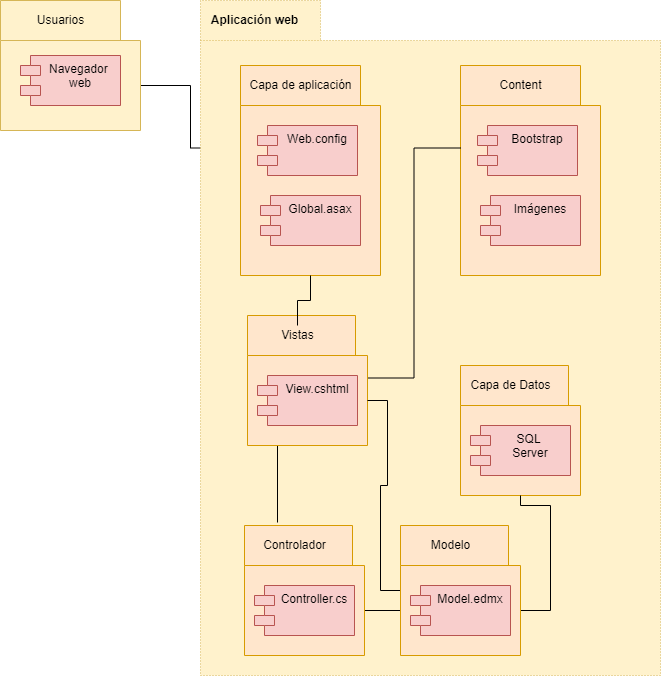 Usuarios
Aplicación web
Navegador
web
Capa de aplicación
Content
Web.config
Bootstrap
Global.asax
Imágenes
Vistas
View.cshtml
Capa de Datos
SQL
Server
Controlador
Modelo
Controller.cs
Model.edmx